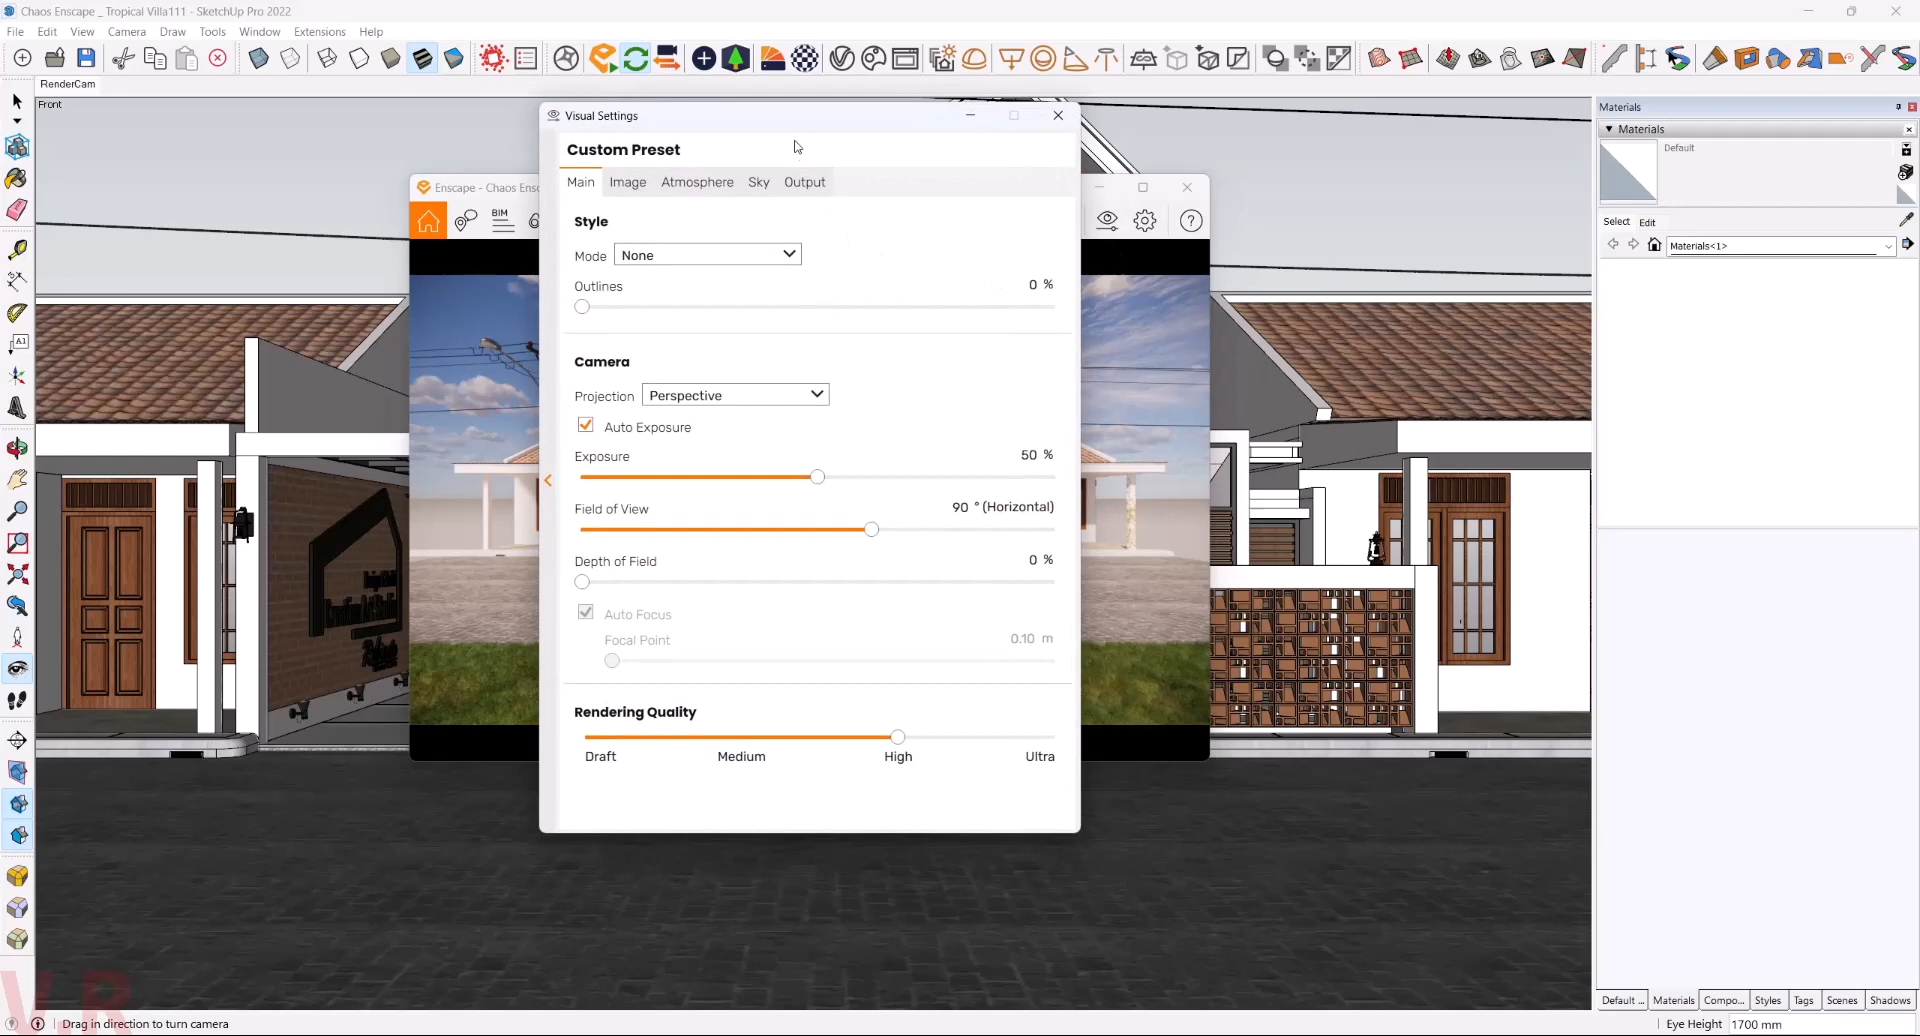 Chaos Enscape _ Tropical Villa111 - SketchUp Pro 2022
File Edit View Camera Draw Tools Window Extensions Help
RenderCam
Front
Visual Settings
Custom Preset
Main Image Atmosphere Sky Output
Style
Mode None
Outlines 0 %
Camera
Projection Perspective
Auto Exposure
Exposure 50 %
Field of View 90 ° (Horizontal)
Depth of Field 0 %
Auto Focus
Focal Point 0.10 m
Rendering Quality
Draft Medium High Ultra
Enscape - Chaos Ensc
BIM
A1
Materials
Materials
Default
Select Edit
Materials<1>
Default ... Materials Compo... Styles Tags Scenes Shadows
V.R
Drag in direction to turn camera
Eye Height 1700 mm